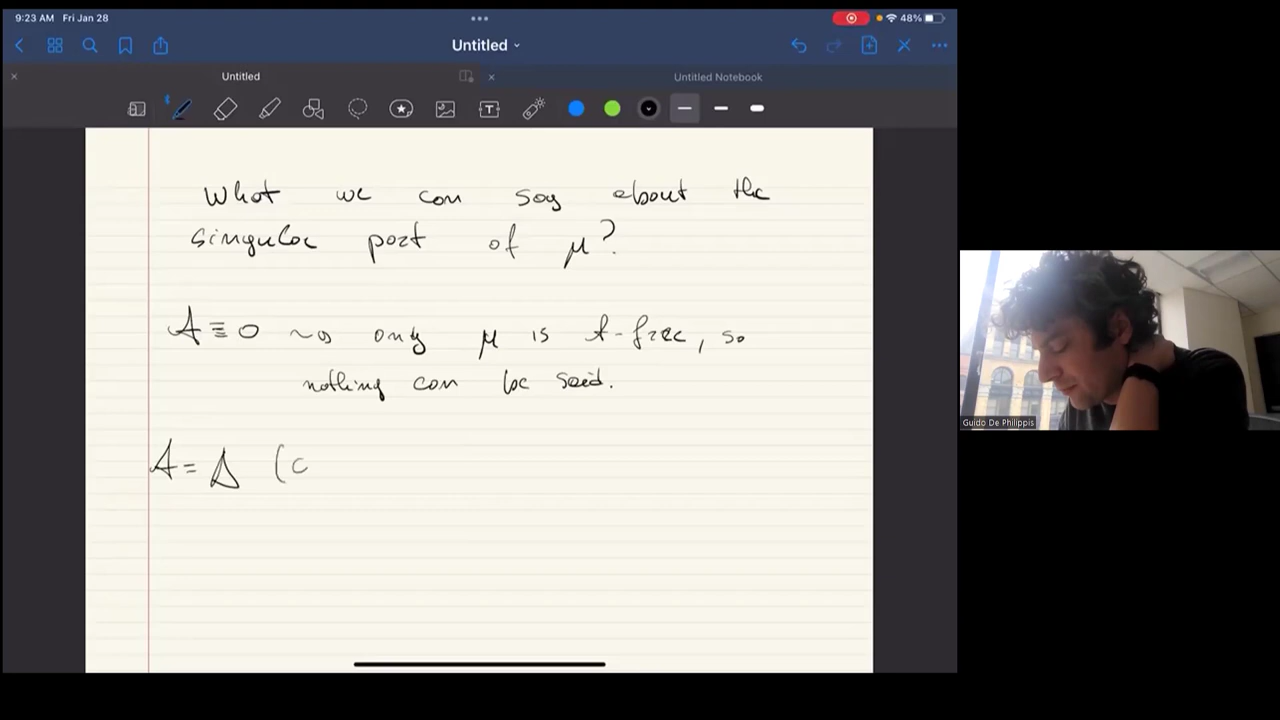 9:23 AM Fri Jan 28
48%
Untitled
Untitled
Untitled Notebook
What we can say about the
singular part of μ?
A ≡ 0 ⇝ only μ is A-free, so
nothing can be said.
A = Δ (
Guido De Philippis